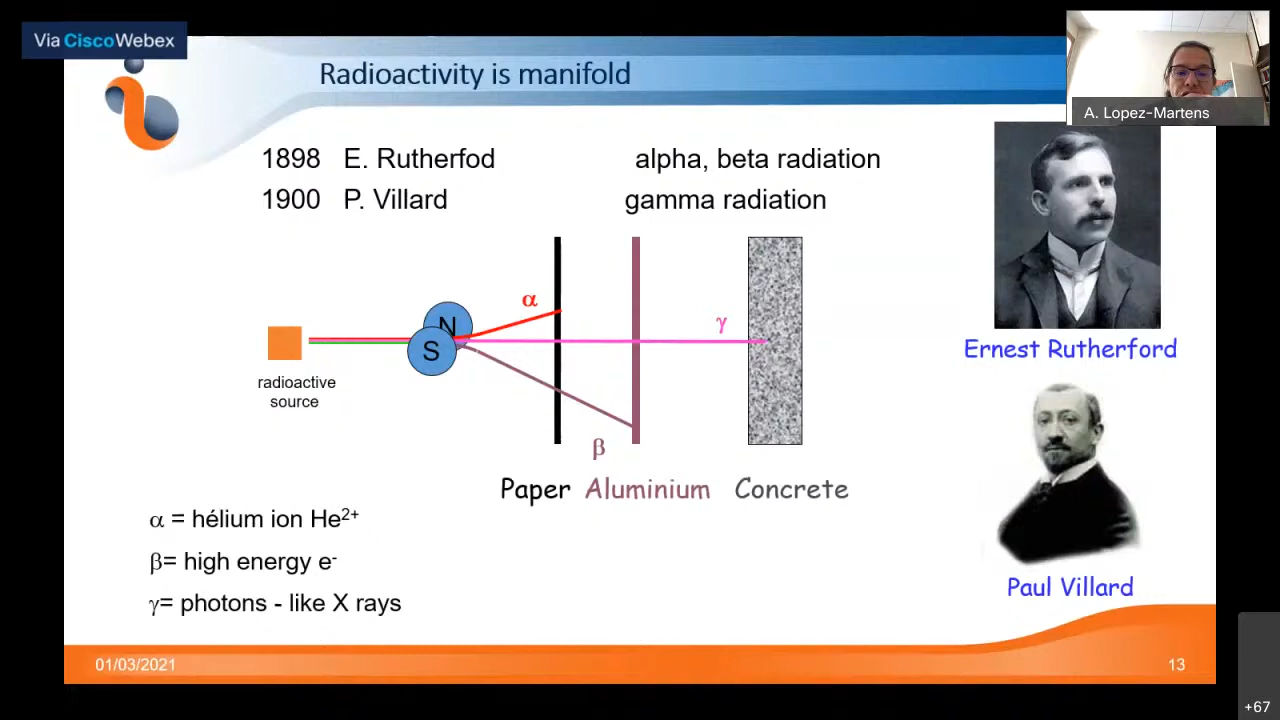 Via Cisco Webex
Radioactivity is manifold
A. Lopez-Martens
1898 E. Rutherfod alpha, beta radiation
1900 P. Villard gamma radiation
α
γ
N
S
radioactive
source
β
Ernest Rutherford
Paper Aluminium Concrete
α = hélium ion He²⁺
β= high energy e⁻
γ= photons - like X rays
Paul Villard
01/03/2021
13
+67